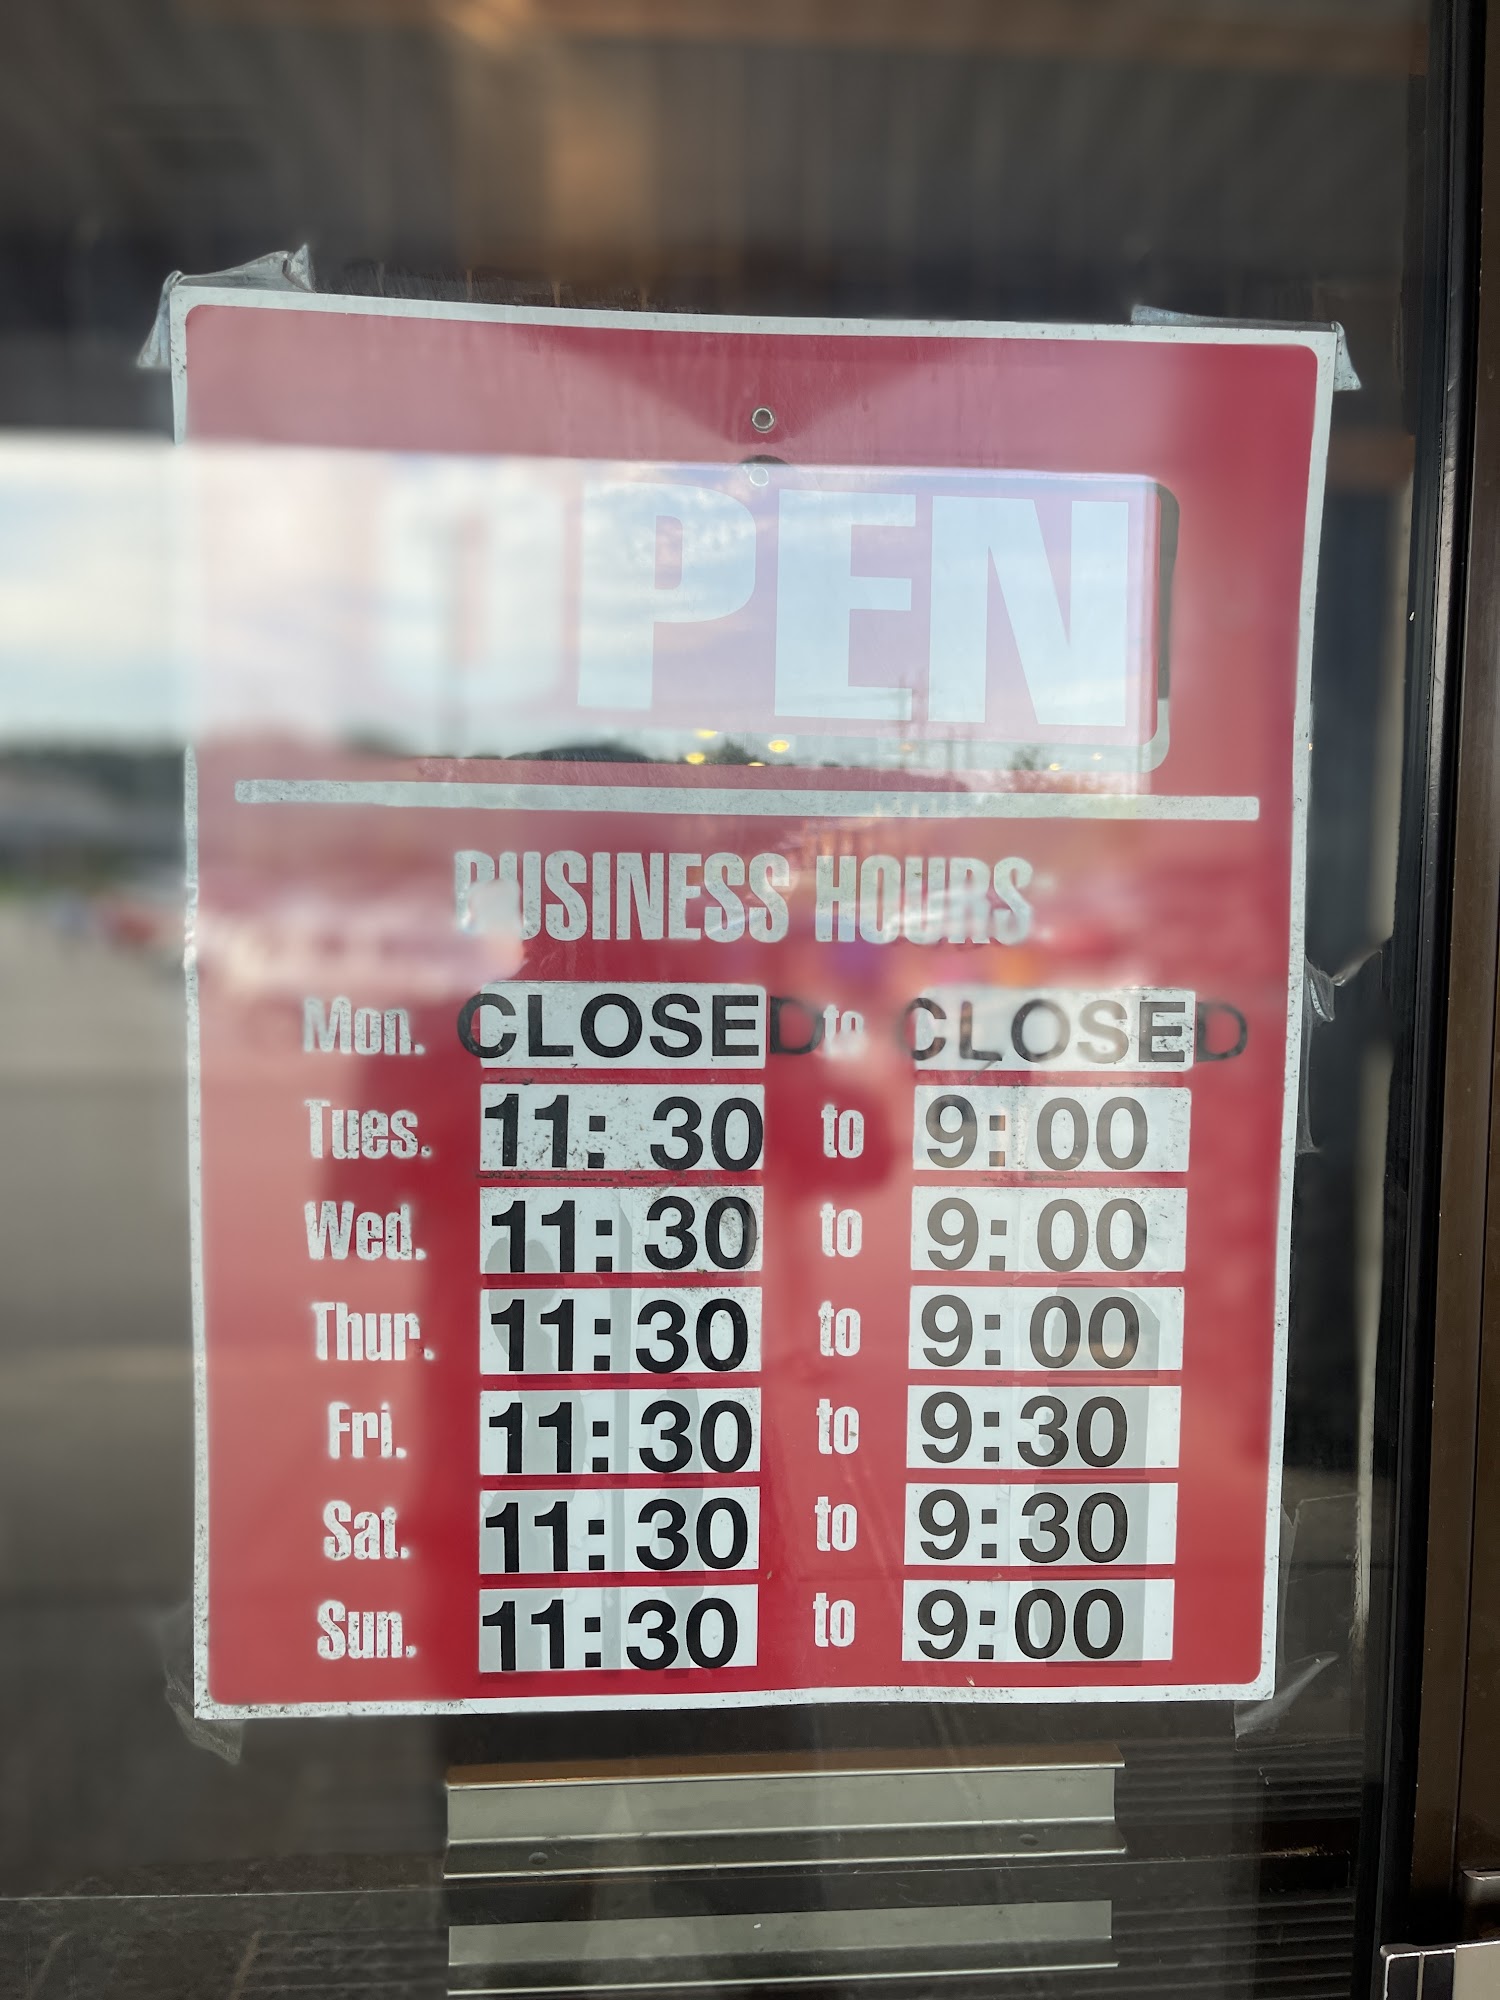 OPEN
BUSINESS HOURS
Mon. CLOSED to CLOSED
Tues. 11: 30 to 9: 00
Wed. 11: 30 to 9: 00
Thur. 11:30 to 9: 00
Fri. 11:30 to 9:30
Sat. 11:30 to 9:30
Sun. 11:30 to 9:00